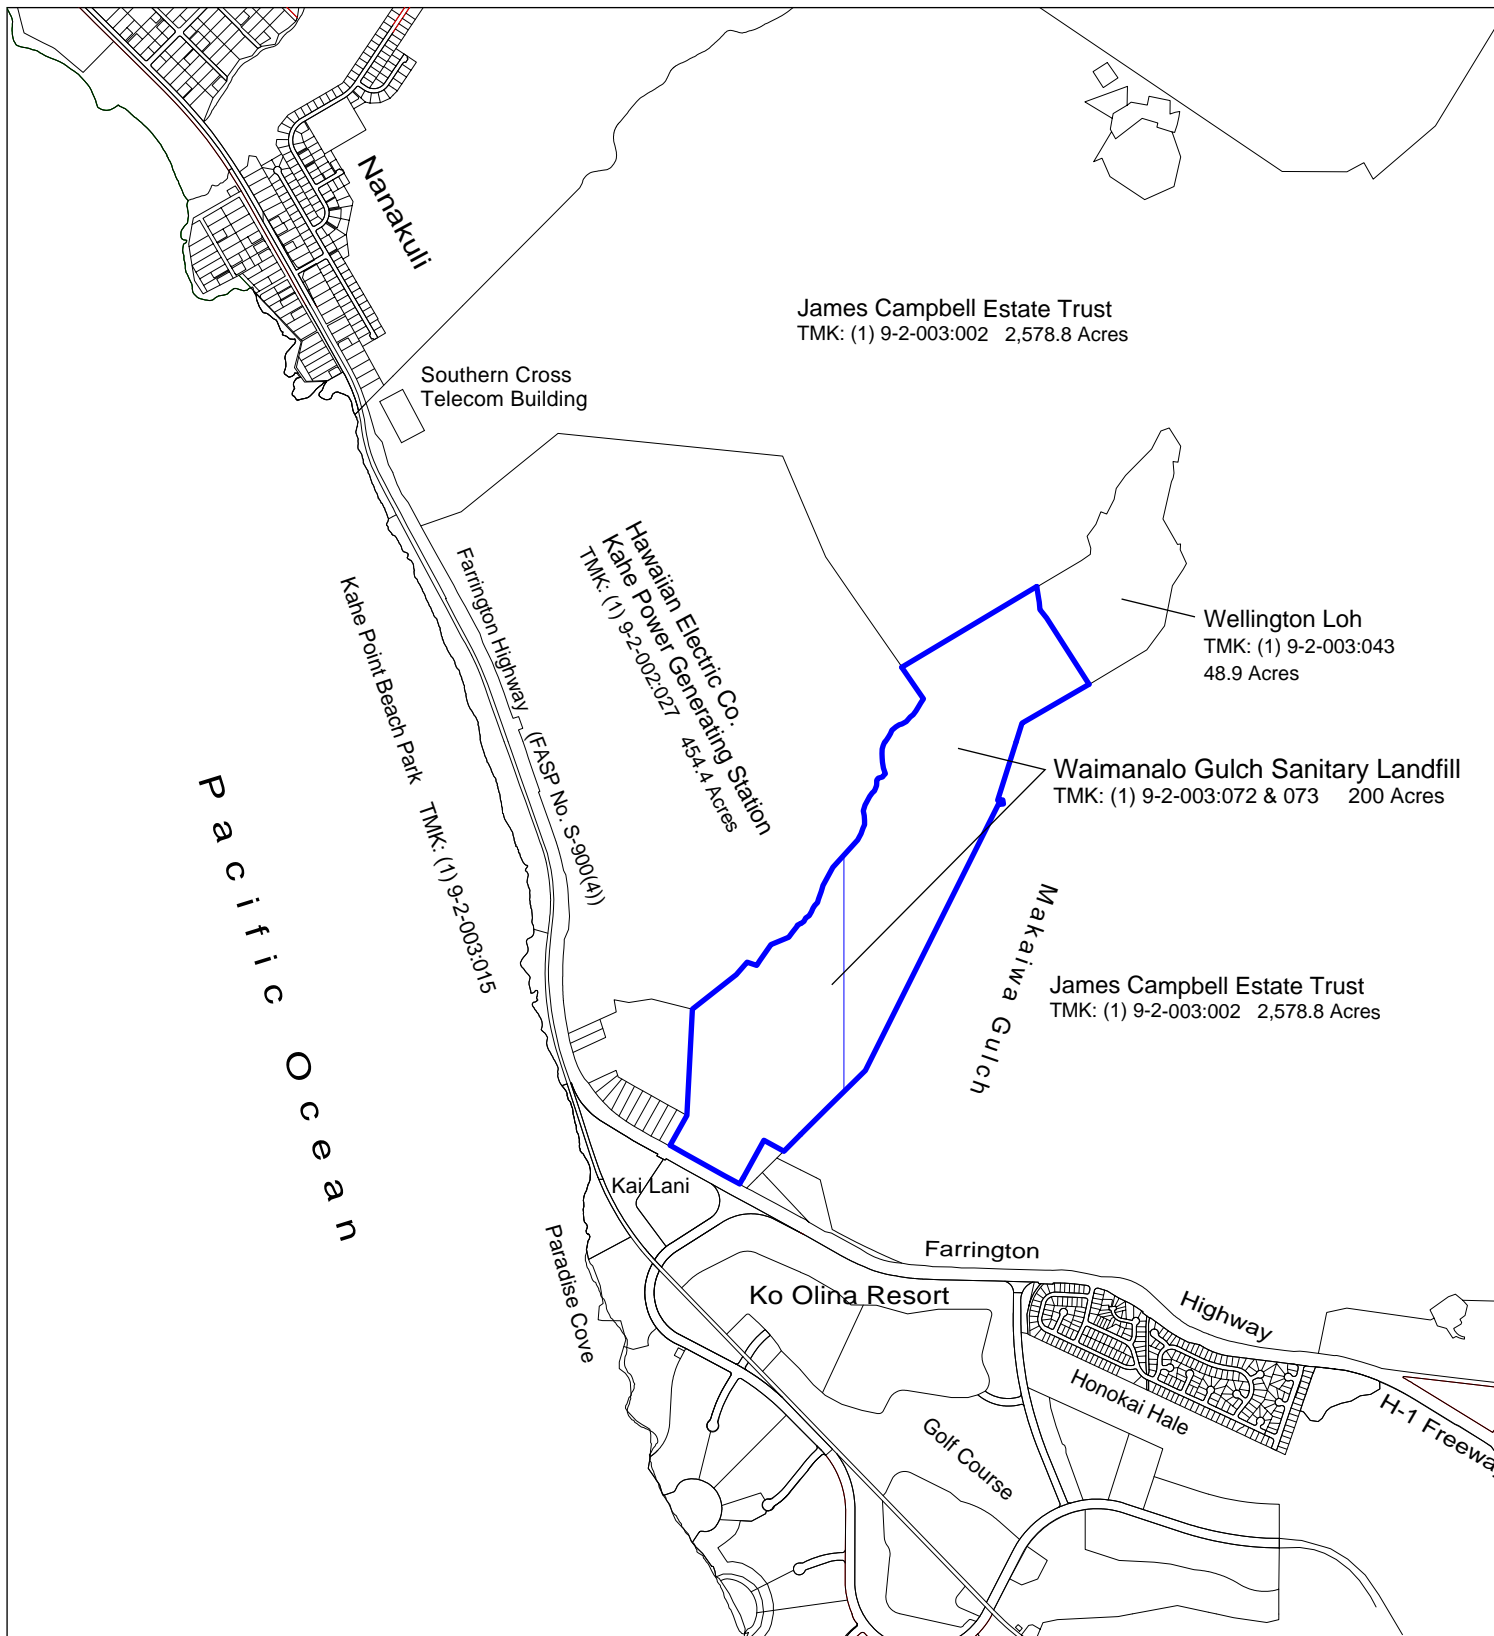 Nanakuli
James Campbell Estate Trust
TMK: (1) 9-2-003:002 2,578.8 Acres
Southern Cross
Telecom Building
Farrington Highway (FASP No. S-900(4))
Kahe Point Beach Park TMK: (1) 9-2-003:015
Hawaiian Electric Co.
Kahe Power Generating Station
TMK: (1) 9-2-002:027 454.4 Acres
Wellington Loh
TMK: (1) 9-2-003:043
48.9 Acres
Waimanalo Gulch Sanitary Landfill
TMK: (1) 9-2-003:072 & 073 200 Acres
Pacific Ocean
Makaiwa Gulch
James Campbell Estate Trust
TMK: (1) 9-2-003:002 2,578.8 Acres
Kai Lani
Paradise Cove
Farrington Highway
Ko Olina Resort
Honokai Hale
Golf Course
H-1 Freeway